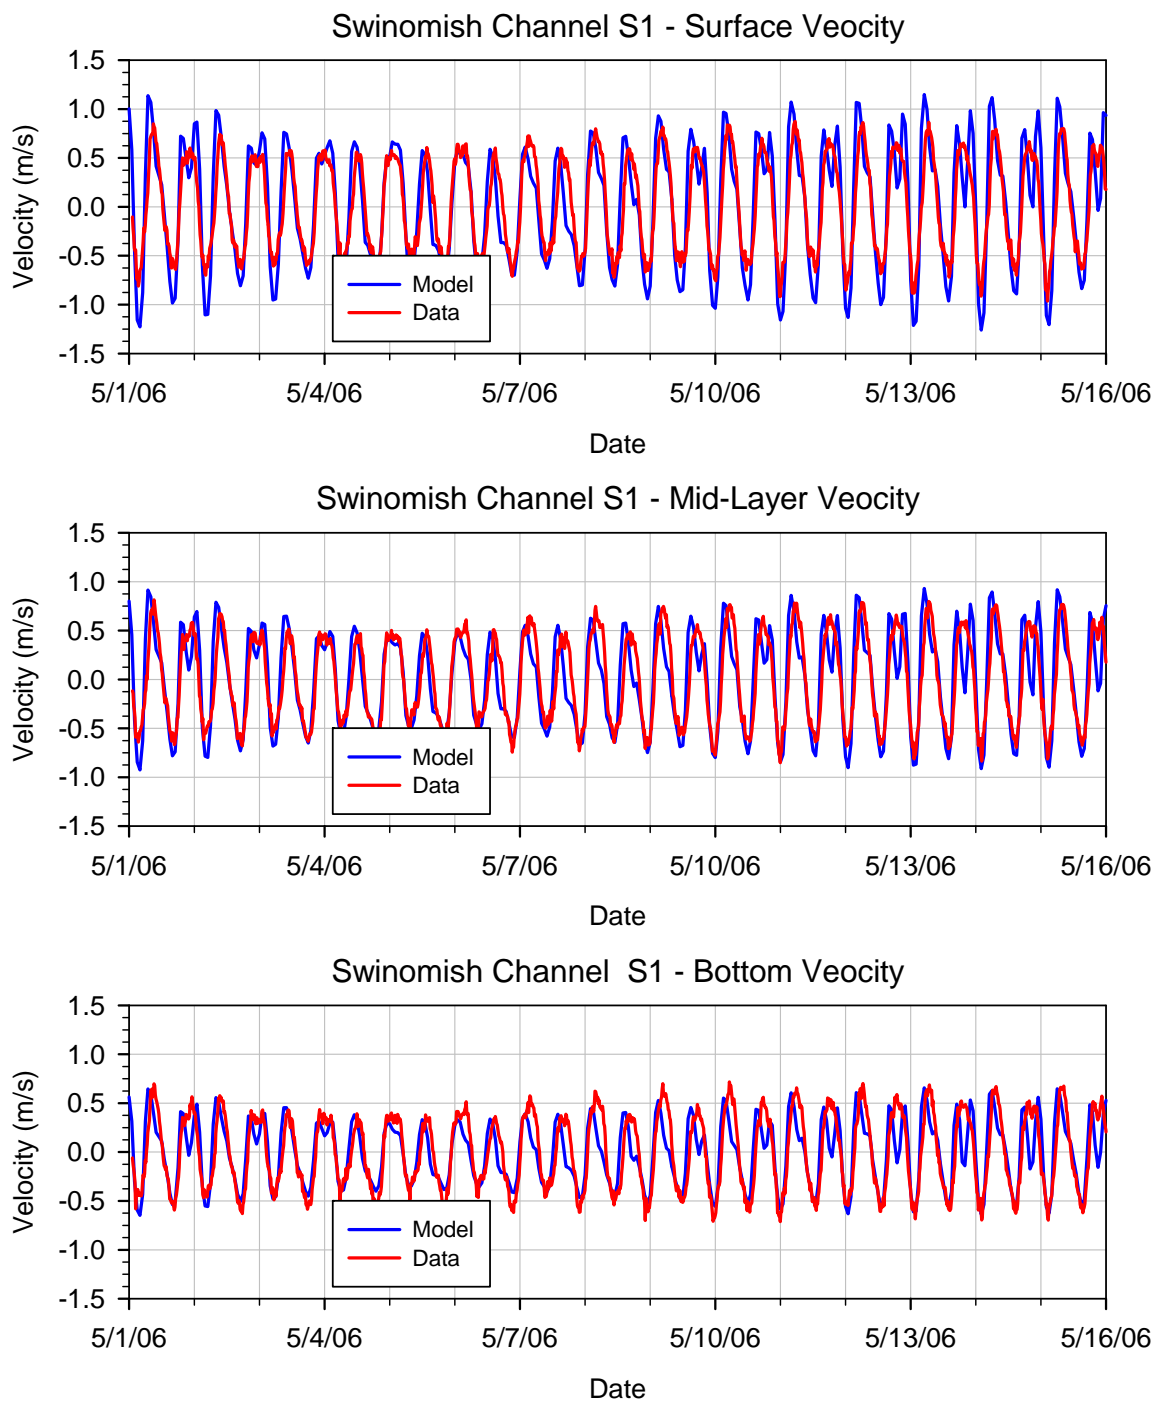 Swinomish Channel S1 - Surface Veocity
1.5
1.0
0.5
0.0
-0.5
-1.0
-1.5
Velocity (m/s)
Model
Data
5/1/06 5/4/06 5/7/06 5/10/06 5/13/06 5/16/06
Date
Swinomish Channel S1 - Mid-Layer Veocity
1.5
1.0
0.5
0.0
-0.5
-1.0
-1.5
Velocity (m/s)
Model
Data
5/1/06 5/4/06 5/7/06 5/10/06 5/13/06 5/16/06
Date
Swinomish Channel  S1 - Bottom Veocity
1.5
1.0
0.5
0.0
-0.5
-1.0
-1.5
Velocity (m/s)
Model
Data
5/1/06 5/4/06 5/7/06 5/10/06 5/13/06 5/16/06
Date